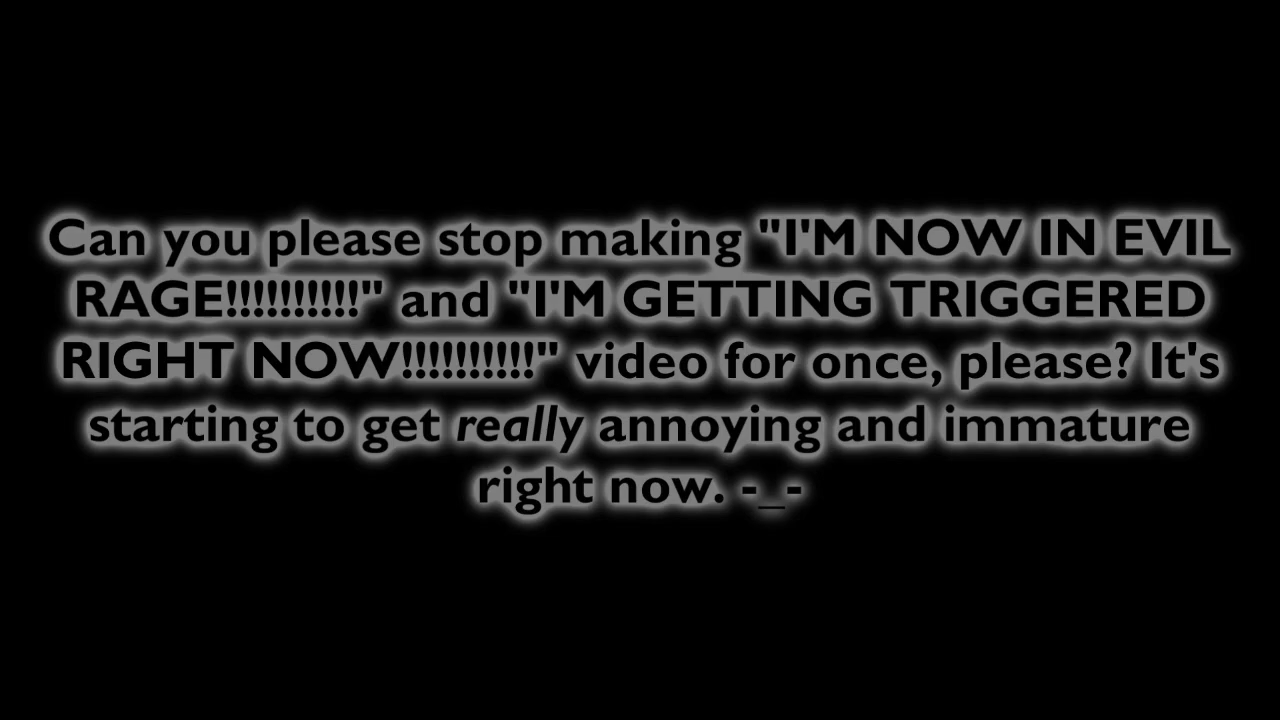 Can you please stop making "I'M NOW IN EVIL
RAGE!!!!!!!!!!" and "I'M GETTING TRIGGERED
RIGHT NOW!!!!!!!!!!" video for once, please? It's
starting to get really annoying and immature
right now. -_-